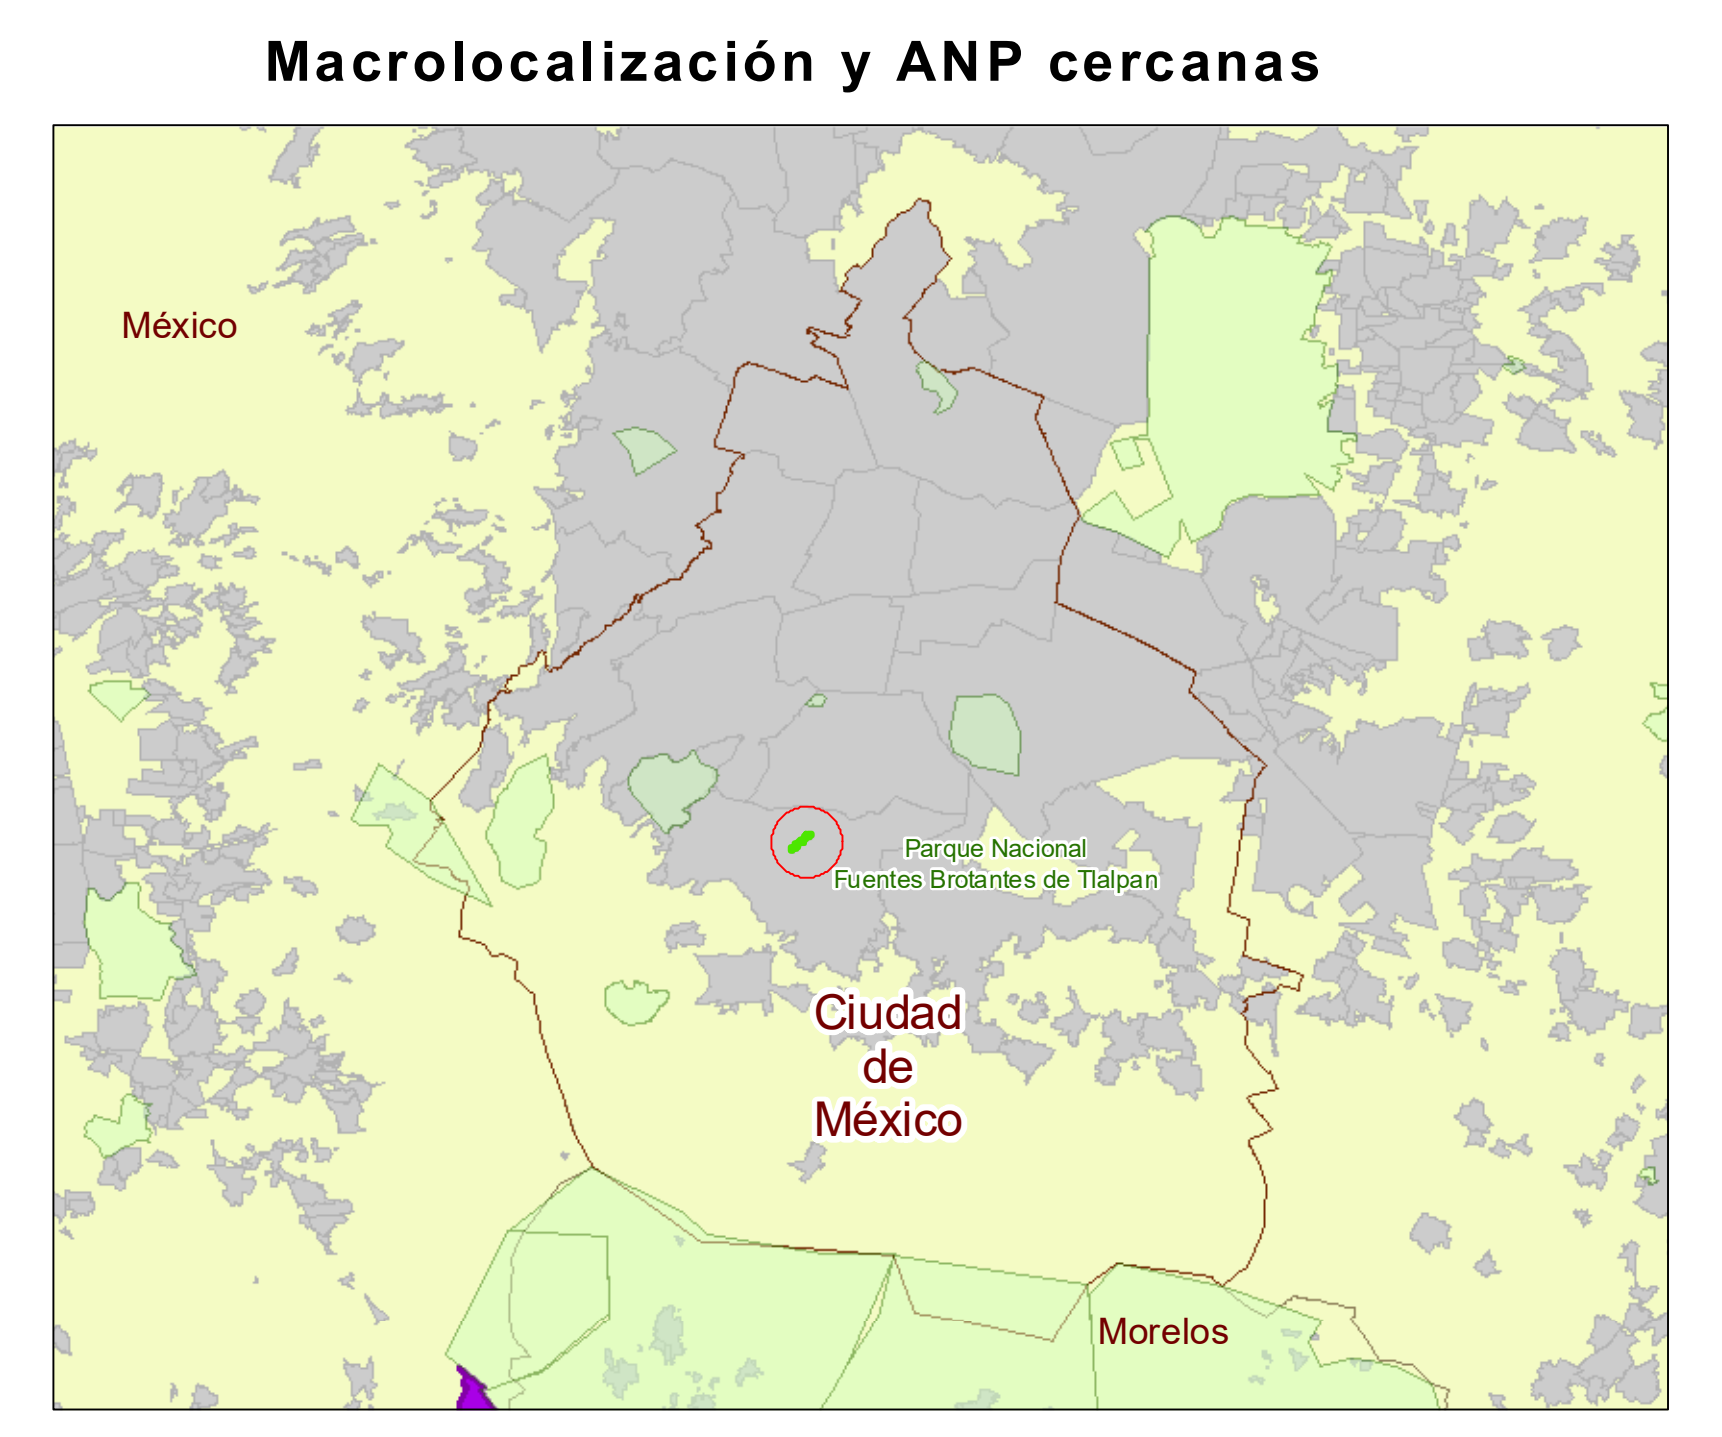 Macrolocalización y ANP cercanas
México
Parque Nacional
Fuentes Brotantes de Tlalpan
Ciudad
de
México
Morelos